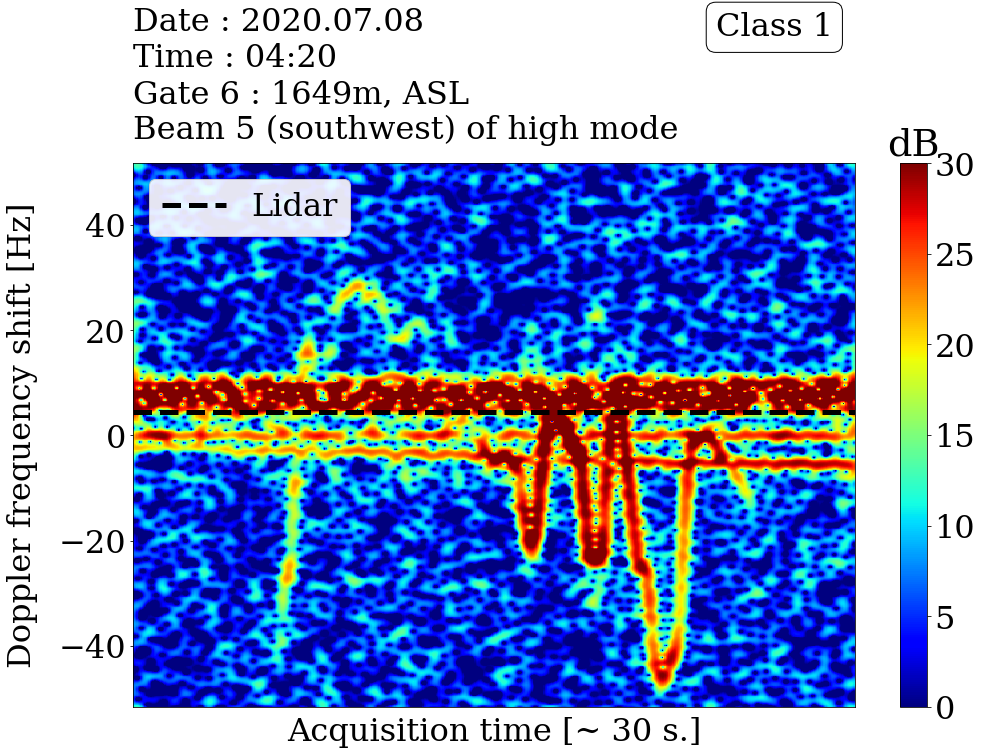 Date : 2020.07.08
Time : 04:20
Gate 6 : 1649m, ASL
Beam 5 (southwest) of high mode
Class 1
dB
Lidar
Doppler frequency shift [Hz]
40
20
0
−20
−40
30
25
20
15
10
5
0
Acquisition time [~ 30 s.]